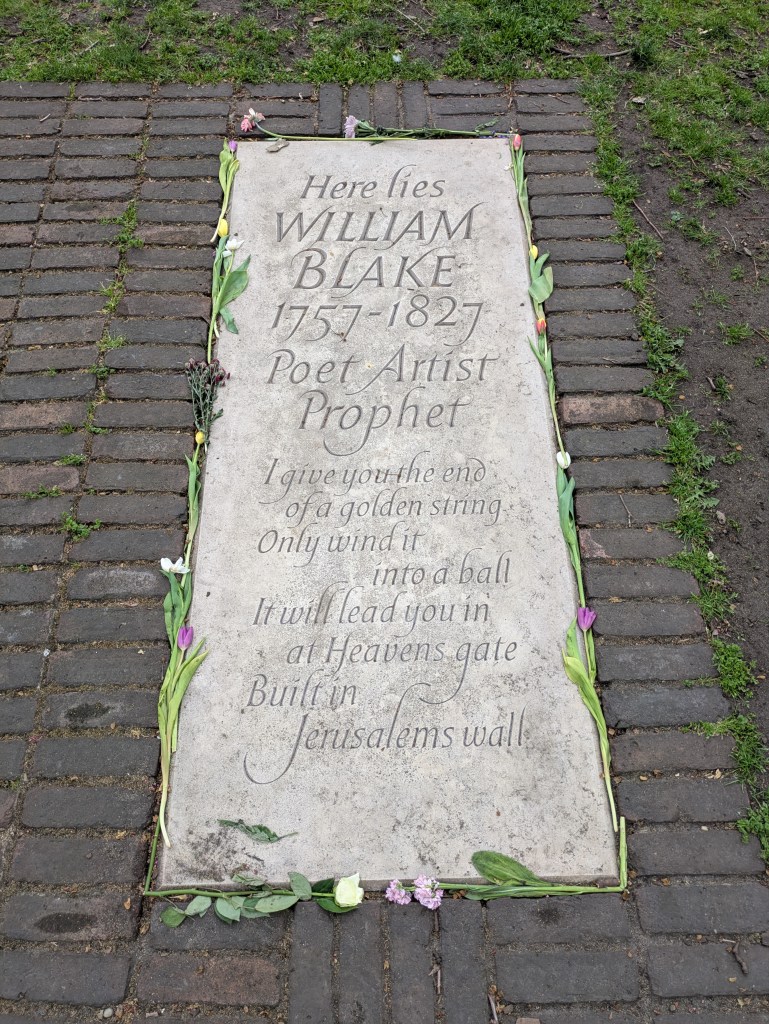 Here lies
WILLIAM
BLAKE
1757-1827
Poet Artist
Prophet
I give you the end
of a golden string
Only wind it
into a ball
It will lead you in
at Heavens gate
Built in
Jerusalems wall